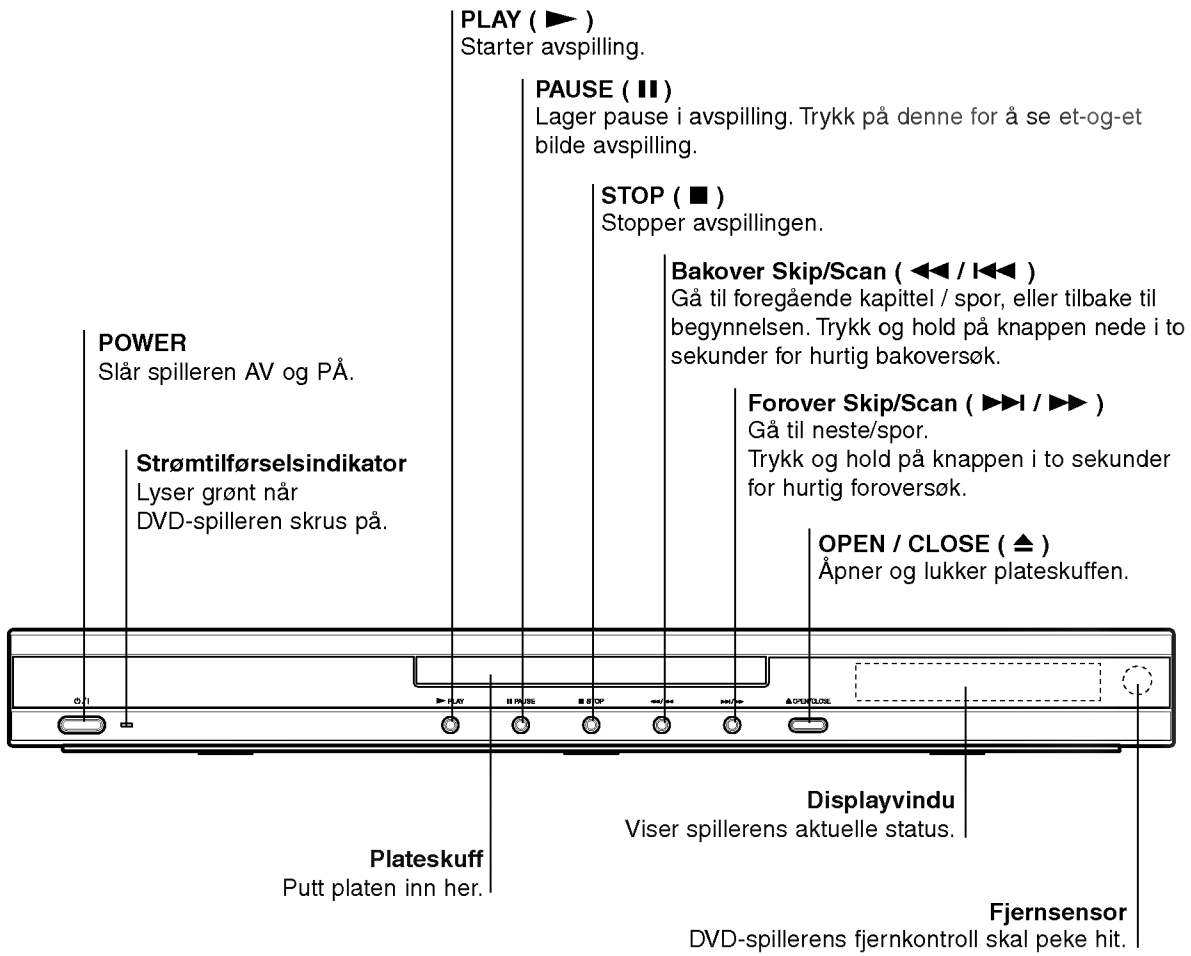 PLAY ( ► )
Starter avspilling.
PAUSE ( II )
Lager pause i avspilling. Trykk på denne for å se et-og-et
bilde avspilling.
STOP ( ■ )
Stopper avspillingen.
Bakover Skip/Scan ( ◄◄ / I◄◄ )
Gå til foregående kapittel / spor, eller tilbake til
begynnelsen. Trykk og hold på knappen nede i to
sekunder for hurtig bakoversøk.
POWER
Slår spilleren AV og PÅ.
Forover Skip/Scan ( ►►I / ►► )
Gå til neste/spor.
Trykk og hold på knappen i to sekunder
for hurtig foroversøk.
Strømtilførselsindikator
Lyser grønt når
DVD-spilleren skrus på.
OPEN / CLOSE ( ⏏ )
Åpner og lukker plateskuffen.
⏻ / I
► PLAY
II PAUSE
■ STOP
◄◄/I◄◄
►►I/►►
⏏ OPEN/CLOSE
Displayvindu
Viser spillerens aktuelle status.
Plateskuff
Putt platen inn her.
Fjernsensor
DVD-spillerens fjernkontroll skal peke hit.